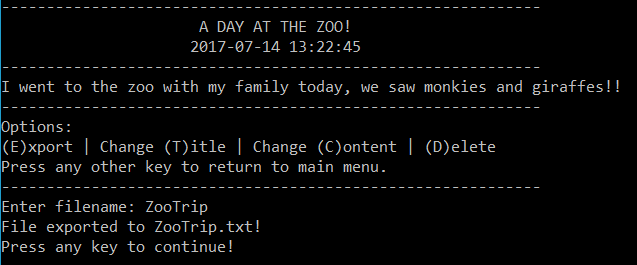 ------------------------------------------------------------
A DAY AT THE ZOO!
2017-07-14 13:22:45
------------------------------------------------------------
I went to the zoo with my family today, we saw monkies and giraffes!!
------------------------------------------------------------
Options:
(E)xport | Change (T)itle | Change (C)ontent | (D)elete
Press any other key to return to main menu.
------------------------------------------------------------
Enter filename: ZooTrip
File exported to ZooTrip.txt!
Press any key to continue!